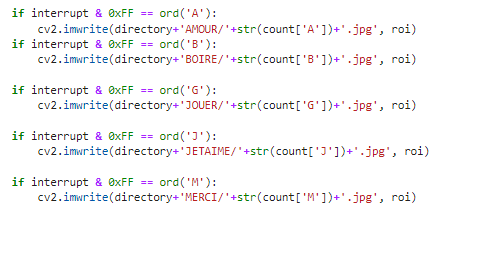 if interrupt & 0xFF == ord('A'):
    cv2.imwrite(directory+'AMOUR/'+str(count['A'])+'.jpg', roi)
if interrupt & 0xFF == ord('B'):
    cv2.imwrite(directory+'BOIRE/'+str(count['B'])+'.jpg', roi)

if interrupt & 0xFF == ord('G'):
    cv2.imwrite(directory+'JOUER/'+str(count['G'])+'.jpg', roi)

if interrupt & 0xFF == ord('J'):
    cv2.imwrite(directory+'JETAIME/'+str(count['J'])+'.jpg', roi)

if interrupt & 0xFF == ord('M'):
    cv2.imwrite(directory+'MERCI/'+str(count['M'])+'.jpg', roi)